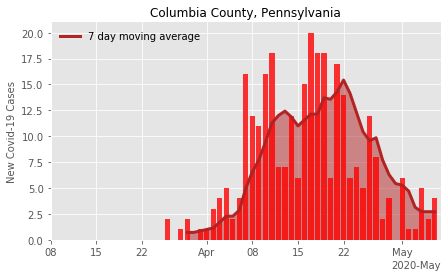 Columbia County, Pennsylvania
7 day moving average
New Covid-19 Cases
20.0
17.5
15.0
12.5
10.0
7.5
5.0
2.5
0.0
08 15 22 Apr 08 15 22 May
2020-May